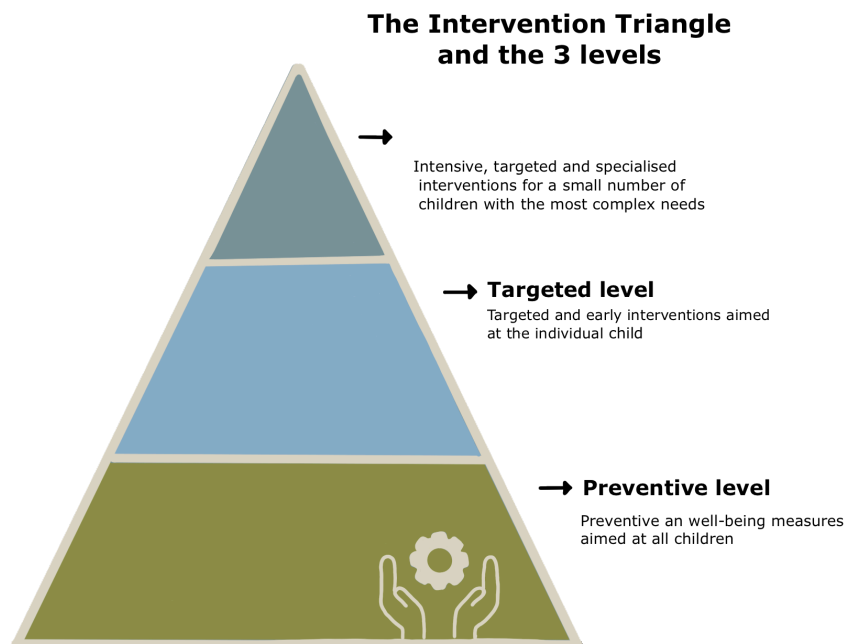 The Intervention Triangle
and the 3 levels
Intensive, targeted and specialised
interventions for a small number of
children with the most complex needs
Targeted level
Targeted and early interventions aimed
at the individual child
Preventive level
Preventive an well-being measures
aimed at all children